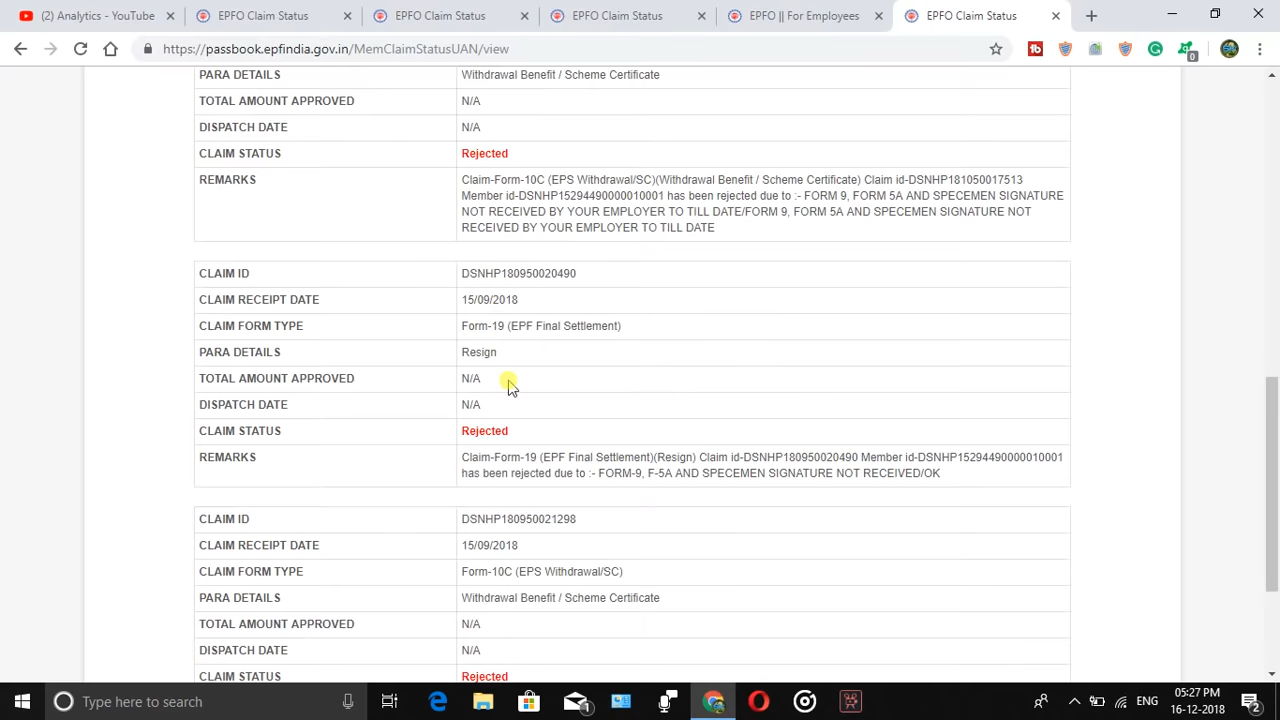 (2) Analytics - YouTube
EPFO Claim Status
EPFO Claim Status
EPFO Claim Status
EPFO || For Employees
EPFO Claim Status
https://passbook.epfindia.gov.in/MemClaimStatusUAN/view
0
PARA DETAILS Withdrawal Benefit / Scheme Certificate
TOTAL AMOUNT APPROVED N/A
DISPATCH DATE N/A
CLAIM STATUS Rejected
REMARKS Claim-Form-10C (EPS Withdrawal/SC)(Withdrawal Benefit / Scheme Certificate) Claim id-DSNHP181050017513
Member id-DSNHP15294490000010001 has been rejected due to :- FORM 9, FORM 5A AND SPECEMEN SIGNATURE
NOT RECEIVED BY YOUR EMPLOYER TO TILL DATE/FORM 9, FORM 5A AND SPECEMEN SIGNATURE NOT
RECEIVED BY YOUR EMPLOYER TO TILL DATE
CLAIM ID DSNHP180950020490
CLAIM RECEIPT DATE 15/09/2018
CLAIM FORM TYPE Form-19 (EPF Final Settlement)
PARA DETAILS Resign
TOTAL AMOUNT APPROVED N/A
DISPATCH DATE N/A
CLAIM STATUS Rejected
REMARKS Claim-Form-19 (EPF Final Settlement)(Resign) Claim id-DSNHP180950020490 Member id-DSNHP15294490000010001
has been rejected due to :- FORM-9, F-5A AND SPECEMEN SIGNATURE NOT RECEIVED/OK
CLAIM ID DSNHP180950021298
CLAIM RECEIPT DATE 15/09/2018
CLAIM FORM TYPE Form-10C (EPS Withdrawal/SC)
PARA DETAILS Withdrawal Benefit / Scheme Certificate
TOTAL AMOUNT APPROVED N/A
DISPATCH DATE N/A
CLAIM STATUS Rejected
Type here to search
1
ENG
05:27 PM
16-12-2018
2